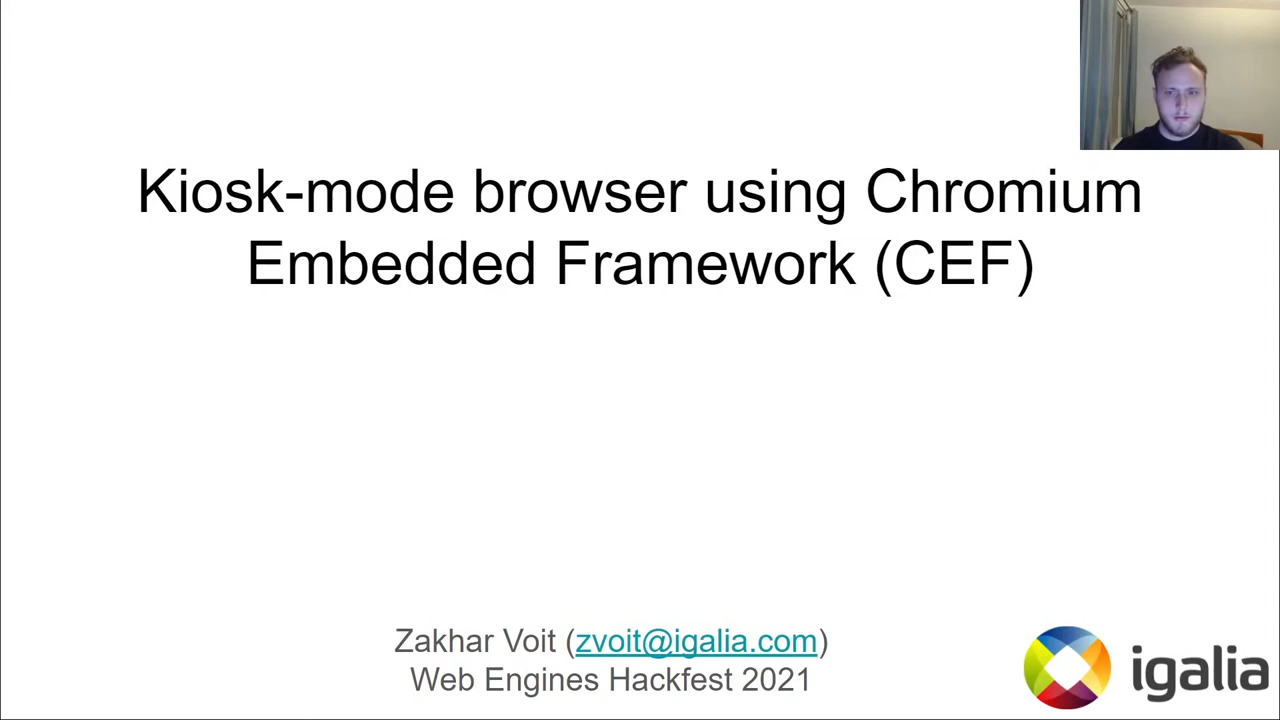 Kiosk-mode browser using Chromium
Embedded Framework (CEF)
Zakhar Voit (zvoit@igalia.com)
Web Engines Hackfest 2021
igalia